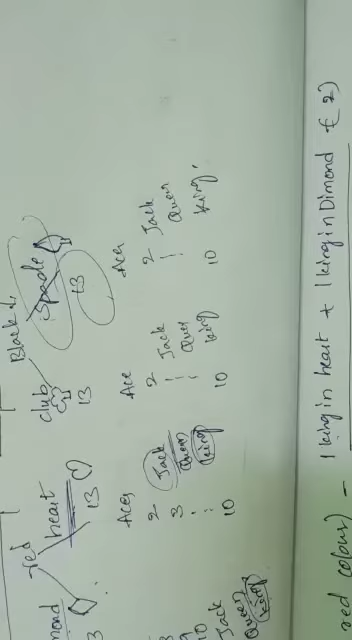 red
Black
mond
heart
club
Spade
13
13
13
3
Ace
Ace
Ace
2
Jack
3
Queen
king
10
2
Jack
Que
king
10
2
Jack
Queen
king
10
10
Jack
Queen
king
red colour) - 1 king in heart + 1 king in Dimond (2)